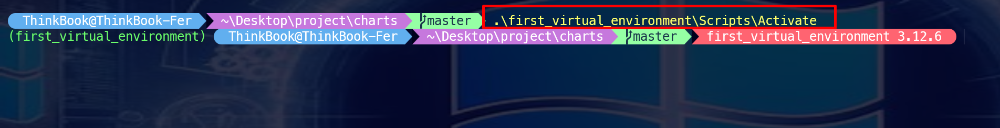 ThinkBook@ThinkBook-Fer ~\Desktop\project\charts master .\first_virtual_environment\Scripts\Activate
(first_virtual_environment) ThinkBook@ThinkBook-Fer ~\Desktop\project\charts master first_virtual_environment 3.12.6